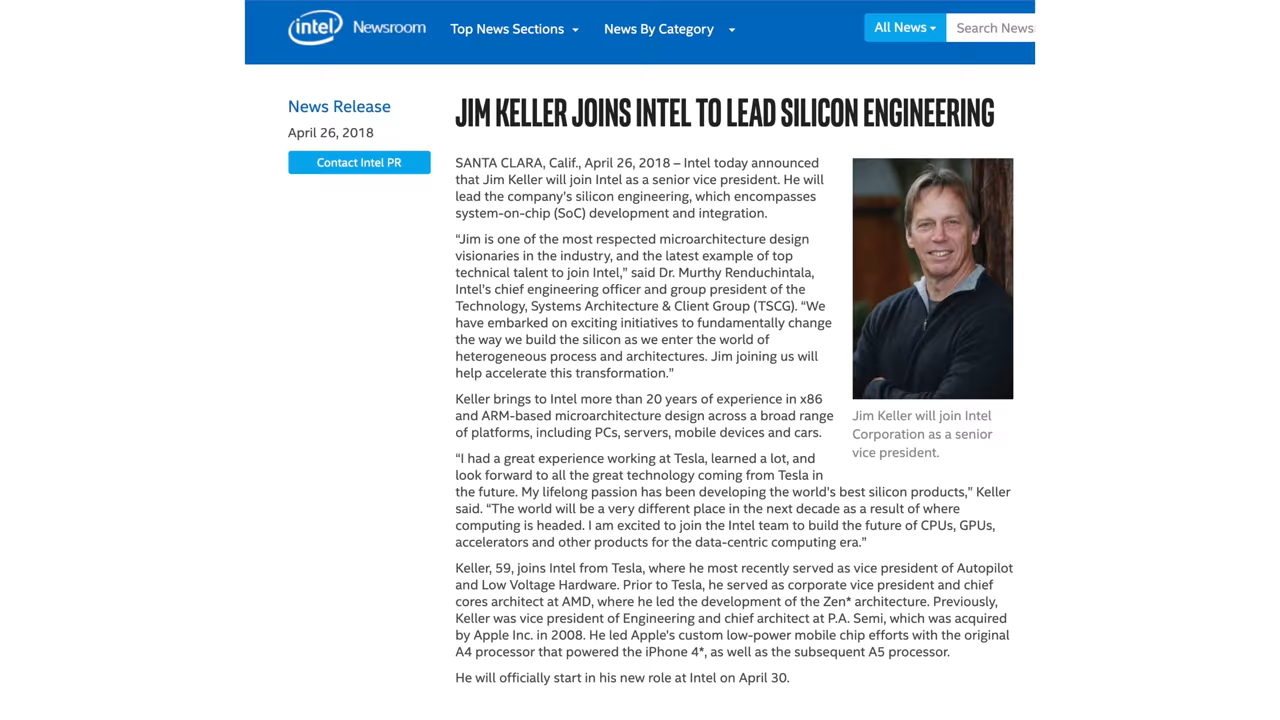 intel Newsroom Top News Sections News By Category All News Search News
News Release
April 26, 2018
Contact Intel PR
JIM KELLER JOINS INTEL TO LEAD SILICON ENGINEERING
SANTA CLARA, Calif., April 26, 2018 – Intel today announced
that Jim Keller will join Intel as a senior vice president. He will
lead the company's silicon engineering, which encompasses
system-on-chip (SoC) development and integration.
“Jim is one of the most respected microarchitecture design
visionaries in the industry, and the latest example of top
technical talent to join Intel,” said Dr. Murthy Renduchintala,
Intel's chief engineering officer and group president of the
Technology, Systems Architecture & Client Group (TSCG). “We
have embarked on exciting initiatives to fundamentally change
the way we build the silicon as we enter the world of
heterogeneous process and architectures. Jim joining us will
help accelerate this transformation.”
Keller brings to Intel more than 20 years of experience in x86
and ARM-based microarchitecture design across a broad range
of platforms, including PCs, servers, mobile devices and cars.
Jim Keller will join Intel
Corporation as a senior
vice president.
“I had a great experience working at Tesla, learned a lot, and
look forward to all the great technology coming from Tesla in
the future. My lifelong passion has been developing the world's best silicon products,” Keller
said. “The world will be a very different place in the next decade as a result of where
computing is headed. I am excited to join the Intel team to build the future of CPUs, GPUs,
accelerators and other products for the data-centric computing era.”
Keller, 59, joins Intel from Tesla, where he most recently served as vice president of Autopilot
and Low Voltage Hardware. Prior to Tesla, he served as corporate vice president and chief
cores architect at AMD, where he led the development of the Zen* architecture. Previously,
Keller was vice president of Engineering and chief architect at P.A. Semi, which was acquired
by Apple Inc. in 2008. He led Apple's custom low-power mobile chip efforts with the original
A4 processor that powered the iPhone 4*, as well as the subsequent A5 processor.
He will officially start in his new role at Intel on April 30.